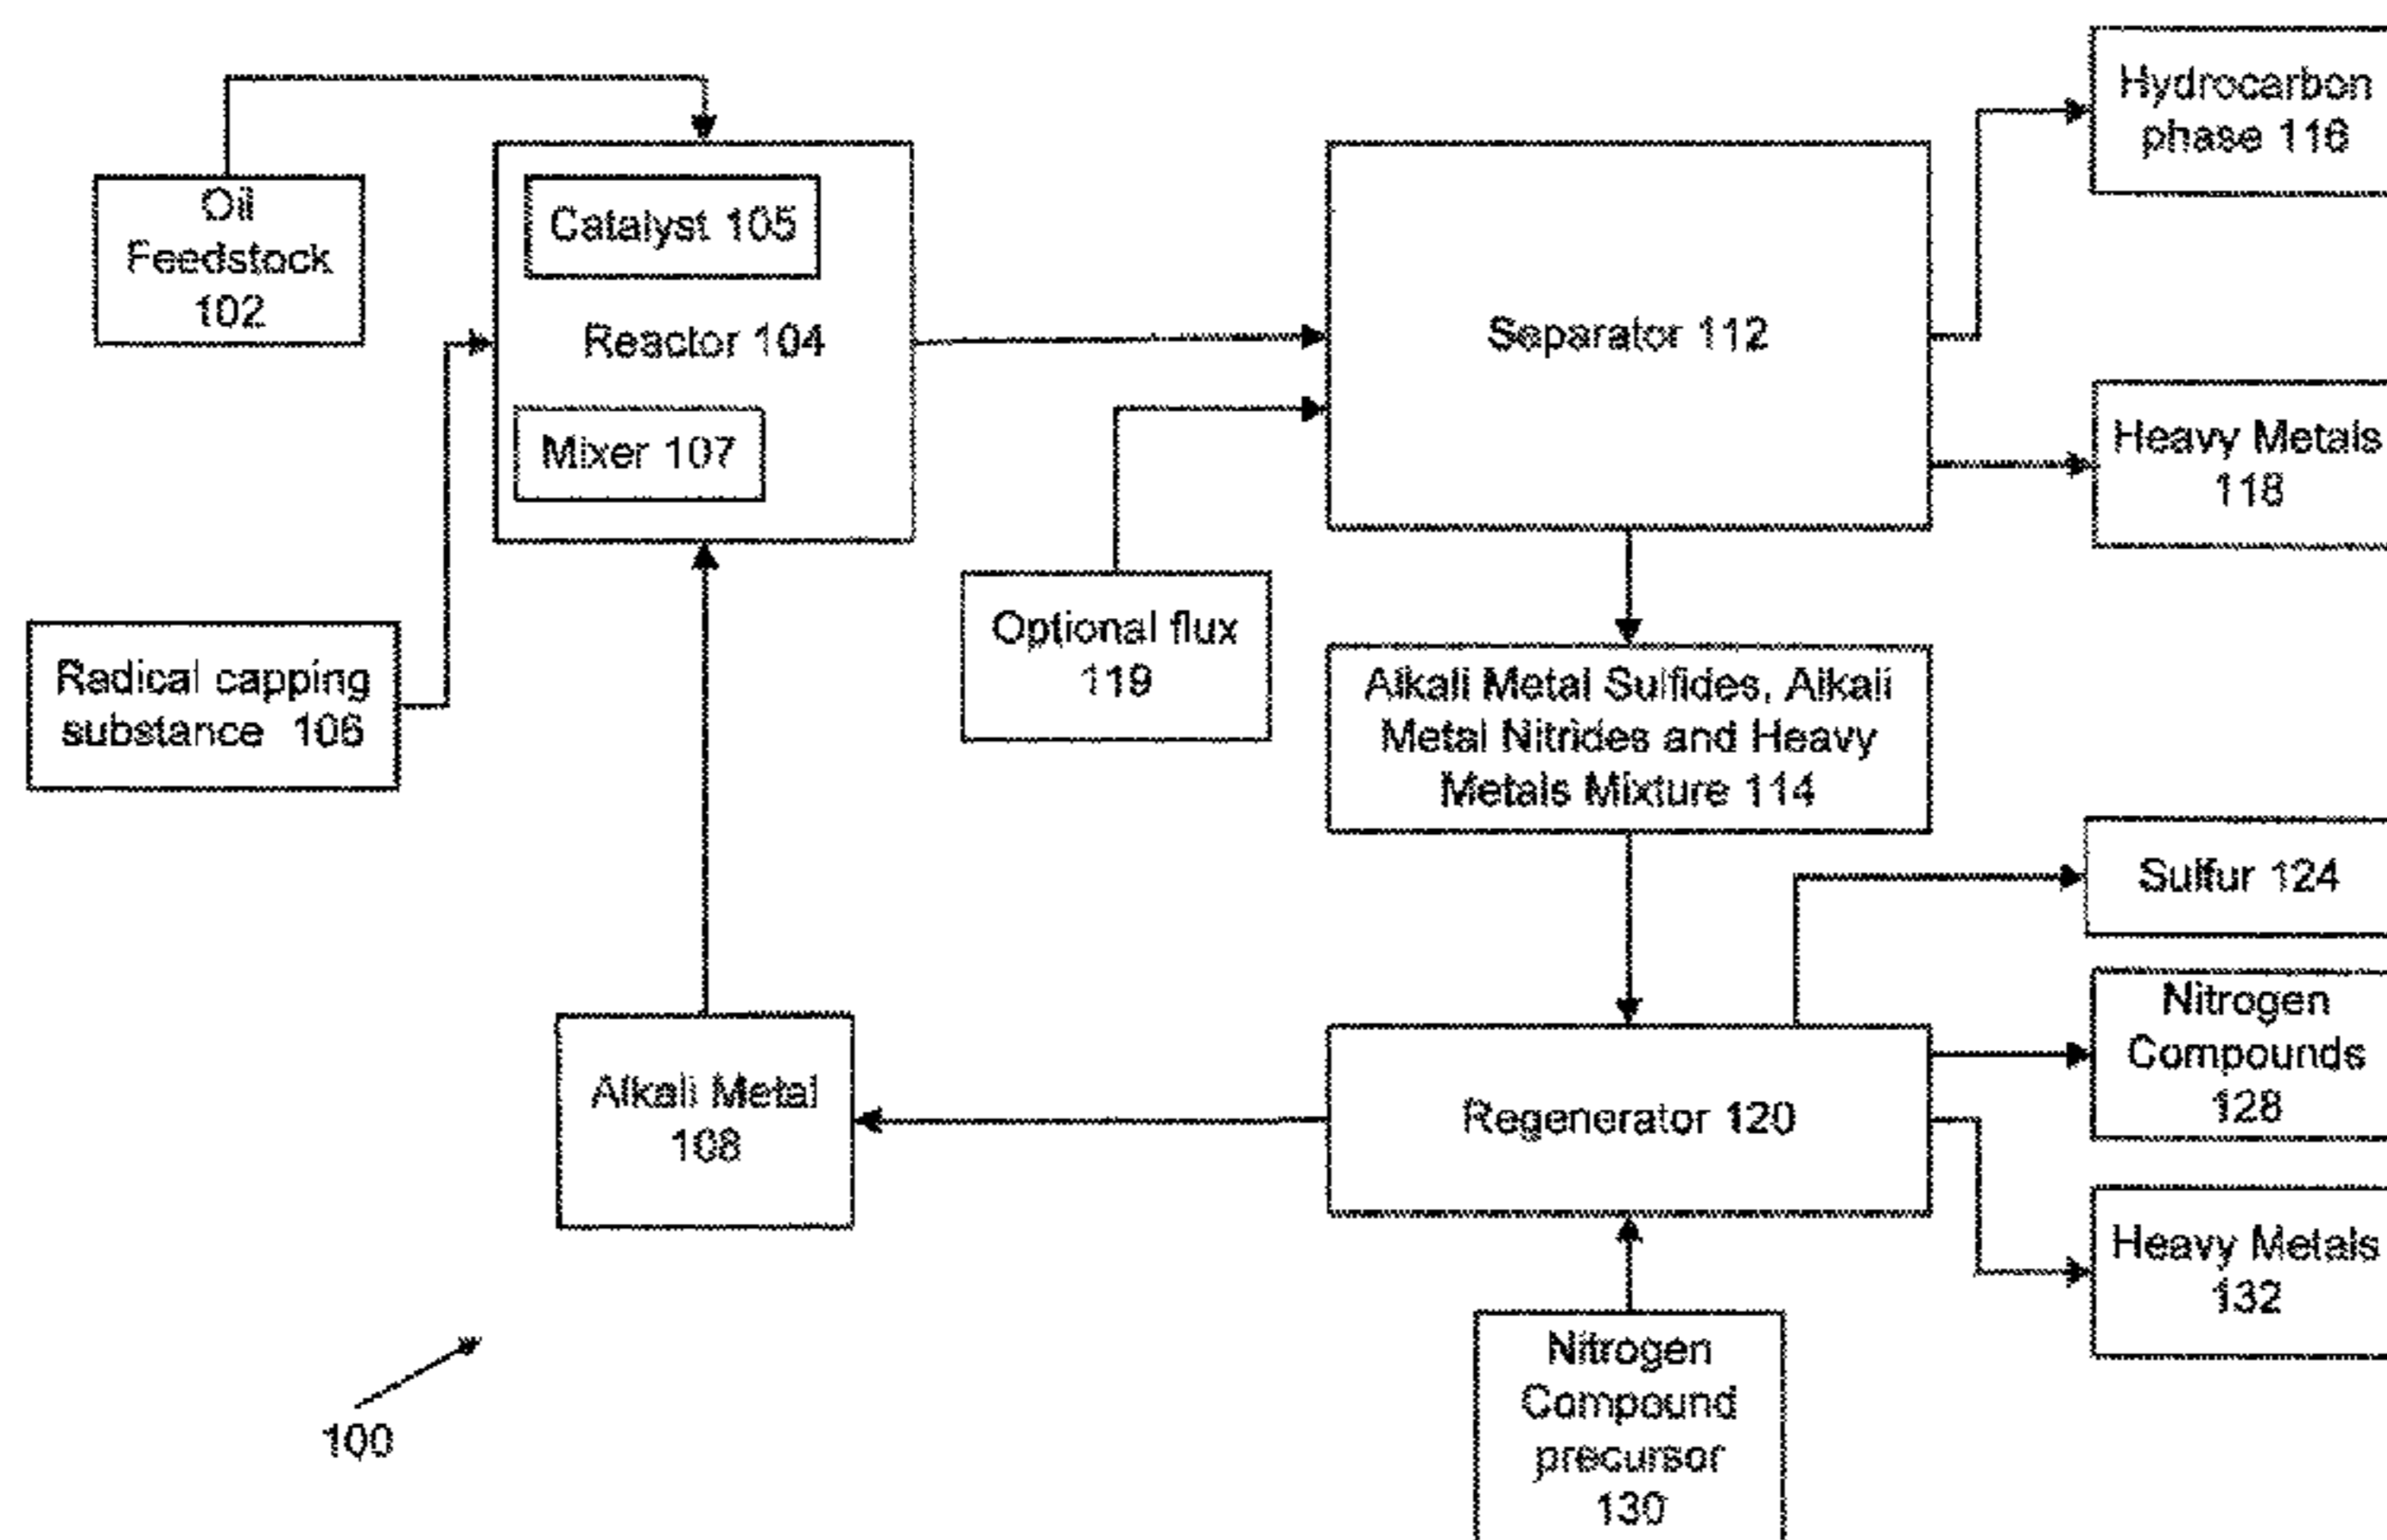 Hydrocarbon
phase 116
Oil
Feedstock
102
Catalyst 105
Reactor 104
Mixer 107
Separator 112
Heavy Metals
118
Radical capping
substance 106
Optional flux
119
Alkali Metal Sulfides, Alkali
Metal Nitrides and Heavy
Metals Mixture 114
Sulfur 124
Alkali Metal
108
Regenerator 120
Nitrogen
Compounds
128
Heavy Metals
132
Nitrogen
Compound
precursor
130
100